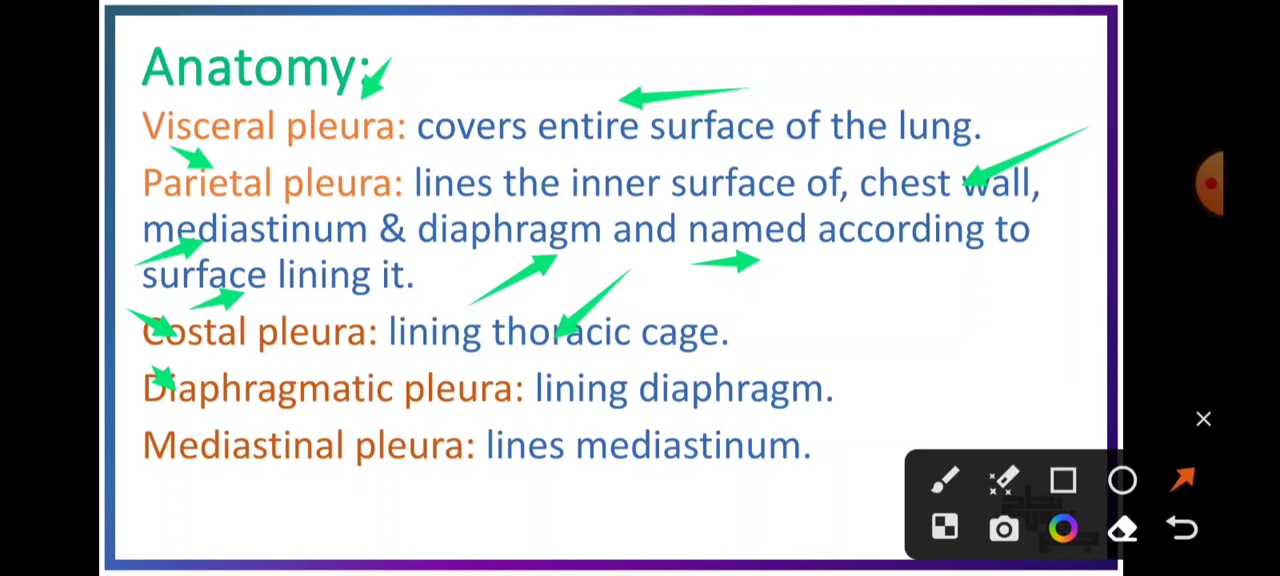 Anatomy:
Visceral pleura: covers entire surface of the lung.
Parietal pleura: lines the inner surface of, chest wall,
mediastinum & diaphragm and named according to
surface lining it.
Costal pleura: lining thoracic cage.
Diaphragmatic pleura: lining diaphragm.
Mediastinal pleura: lines mediastinum.